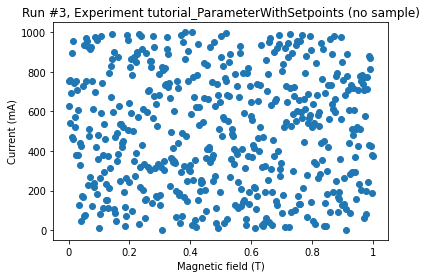 Run #3, Experiment tutorial_ParameterWithSetpoints (no sample)
1000
800
600
400
200
0
Current (mA)
0 0.2 0.4 0.6 0.8 1
Magnetic field (T)